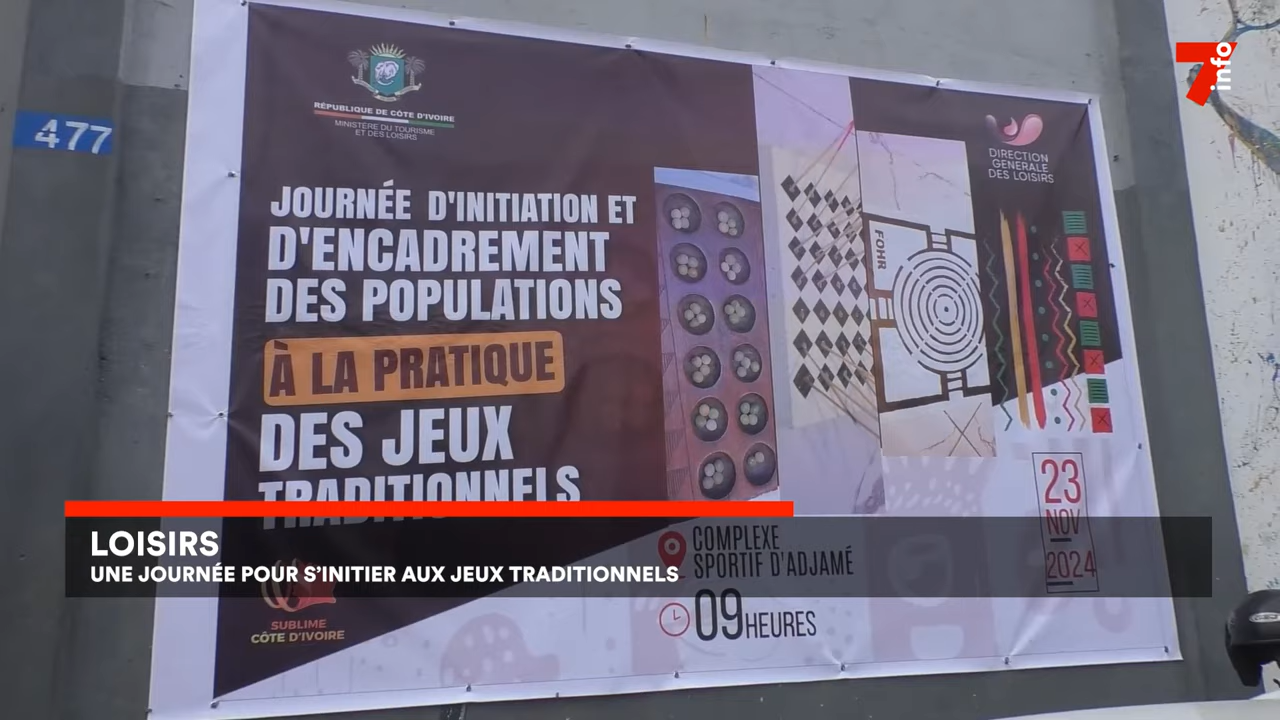 7info
477
RÉPUBLIQUE DE CÔTE D'IVOIRE
MINISTÈRE DU TOURISME
ET DES LOISIRS
DIRECTION
GENERALE
DES LOISIRS
JOURNÉE D'INITIATION ET
D'ENCADREMENT
DES POPULATIONS
À LA PRATIQUE
DES JEUX
TRADITIONNELS
FOHR
23
NOV
2024
LOISIRS
UNE JOURNÉE POUR S'INITIER AUX JEUX TRADITIONNELS
COMPLEXE
SPORTIF D'ADJAMÉ
09HEURES
SUBLIME
CÔTE D'IVOIRE